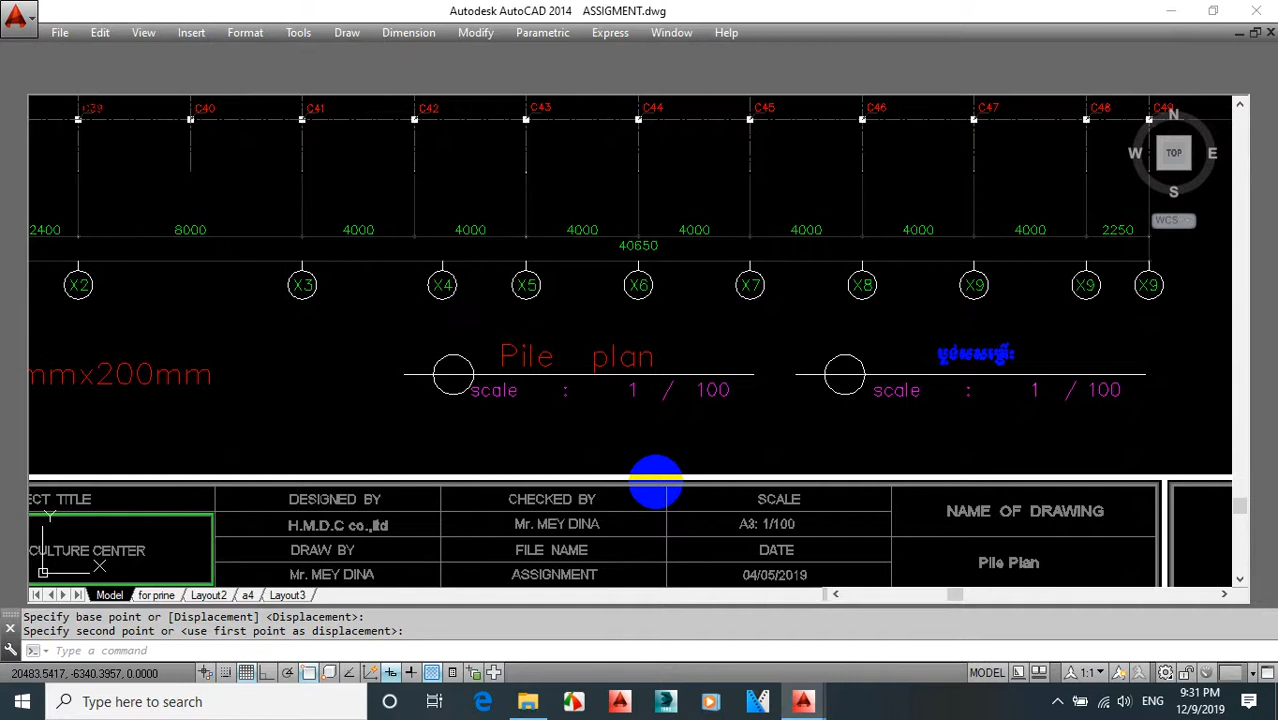 Autodesk AutoCAD 2014 ASSIGMENT.dwg
File Edit View Insert Format Tools Draw Dimension Modify Parametric Express Window Help
C39 C40 C41 C42 C43 C44 C45 C46 C47 C48 C49
N
W TOP E
S
WCS
2400 8000 4000 4000 4000 4000 4000 4000 4000 2250
40650
X2 X3 X4 X5 X6 X7 X8 X9 X9 X9
Pile plan
mmx200mm
scale : 1 / 100 scale : 1 / 100
ECT TITLE DESIGNED BY CHECKED BY SCALE
NAME OF DRAWING
H.M.D.C co.,ltd Mr. MEY DINA A3: 1/100
Y
CULTURE CENTER DRAW BY FILE NAME DATE
Pile Plan
X
Mr. MEY DINA ASSIGNMENT 04/05/2019
Model for prine Layout2 a4 Layout3
Specify base point or [Displacement] <Displacement>:
Specify second point or <use first point as displacement>:
Type a command
20483.5417, -6340.3957, 0.0000 MODEL 1:1
Type here to search ENG 9:31 PM
12/9/2019